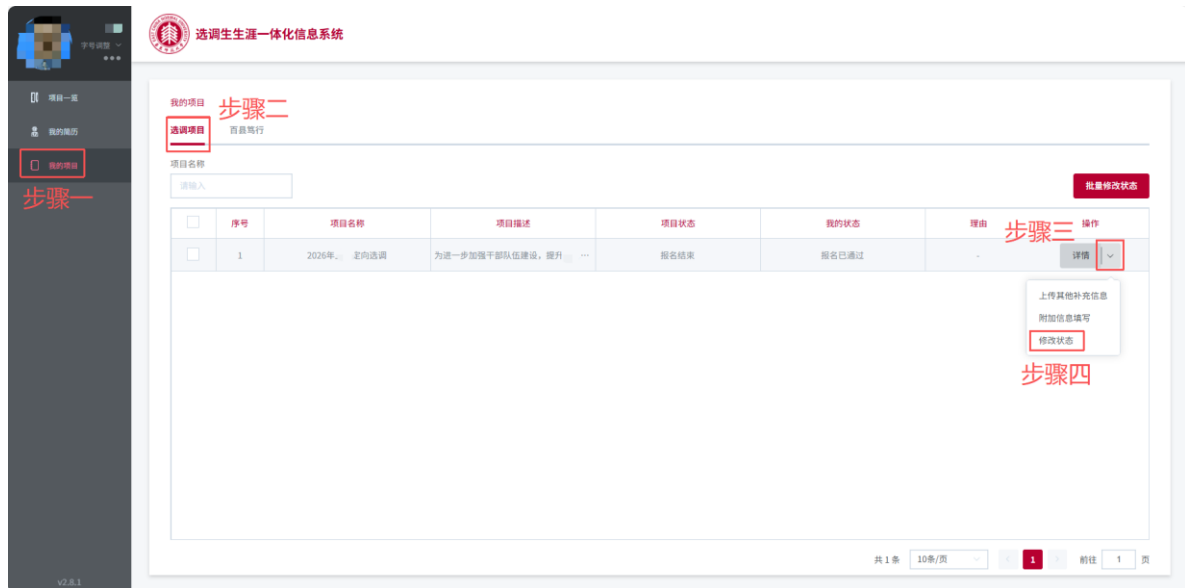 字号调整
选调生生涯一体化信息系统
项目一览
我的简历
我的项目
步骤一
我的项目
步骤二
选调项目 百县笃行
项目名称
请输入
批量修改状态
序号 项目名称 项目描述 项目状态 我的状态 理由 操作
步骤三
1 2026年 定向选调 为进一步加强干部队伍建设，提升 ... 报名结束 报名已通过 - 详情
上传其他补充信息
附加信息填写
修改状态
步骤四
共 1 条 10条/页 1 前往 1 页
v2.8.1